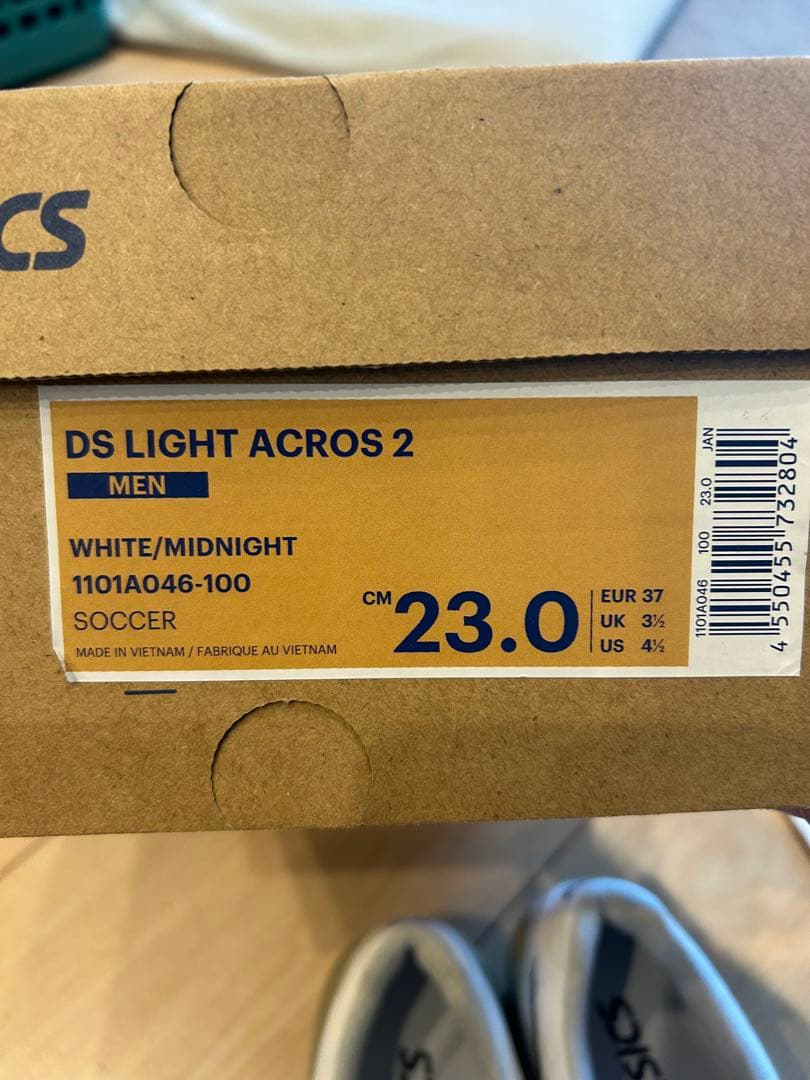 CS
DS LIGHT ACROS 2
MEN
WHITE/MIDNIGHT
1101A046-100
SOCCER
MADE IN VIETNAM / FABRIQUE AU VIETNAM
CM 23.0
EUR 37
UK 3½
US 4½
1101A046 100 23.0 JAN
4 550455 732804
S
SICS